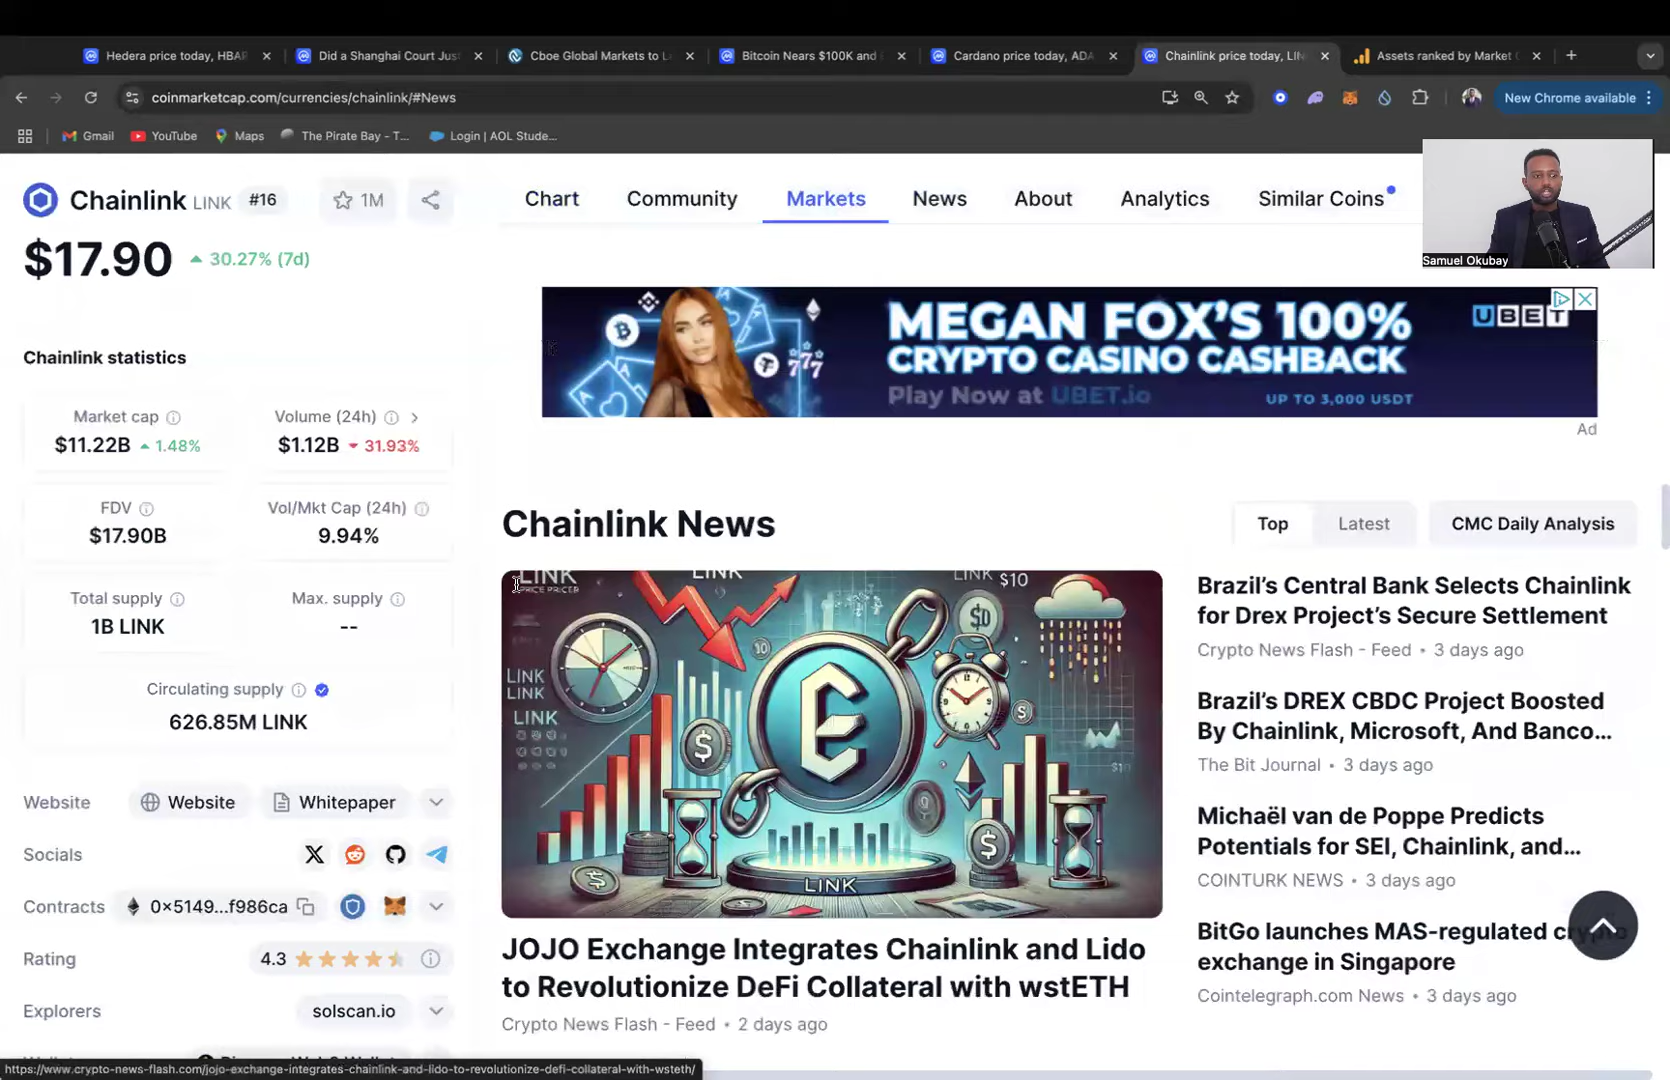 Hedera price today, HBAR
Did a Shanghai Court Jus
Cboe Global Markets to L
Bitcoin Nears $100K and
Cardano price today, ADA
Chainlink price today, LIN
Assets ranked by Market
coinmarketcap.com/currencies/chainlink/#News
New Chrome available
Gmail
YouTube
Maps
The Pirate Bay - T...
Login | AOL Stude...
Chainlink LINK #16
1M
$17.90
30.27% (7d)
Chart
Community
Markets
News
About
Analytics
Similar Coins
Samuel Okubay
MEGAN FOX'S 100%
CRYPTO CASINO CASHBACK
Play Now at UBET.io
UP TO 3,000 USDT
UBET
777
Ad
Chainlink statistics
Market cap
$11.22B 1.48%
Volume (24h)
$1.12B 31.93%
FDV
$17.90B
Vol/Mkt Cap (24h)
9.94%
Total supply
1B LINK
Max. supply
--
Circulating supply
626.85M LINK
Website
Website
Whitepaper
Socials
Contracts
0x5149...f986ca
Rating
4.3
Explorers
solscan.io
Chainlink News
Top
Latest
CMC Daily Analysis
LINK
LINK
LINK $10
LINK
LINK
LINK
10
$10
LINK
JOJO Exchange Integrates Chainlink and Lido
to Revolutionize DeFi Collateral with wstETH
Crypto News Flash - Feed • 2 days ago
Brazil's Central Bank Selects Chainlink
for Drex Project's Secure Settlement
Crypto News Flash - Feed • 3 days ago
Brazil's DREX CBDC Project Boosted
By Chainlink, Microsoft, And Banco...
The Bit Journal • 3 days ago
Michaël van de Poppe Predicts
Potentials for SEI, Chainlink, and...
COINTURK NEWS • 3 days ago
BitGo launches MAS-regulated crypto
exchange in Singapore
Cointelegraph.com News • 3 days ago
https://www.crypto-news-flash.com/jojo-exchange-integrates-chainlink-and-lido-to-revolutionize-defi-collateral-with-wsteth/